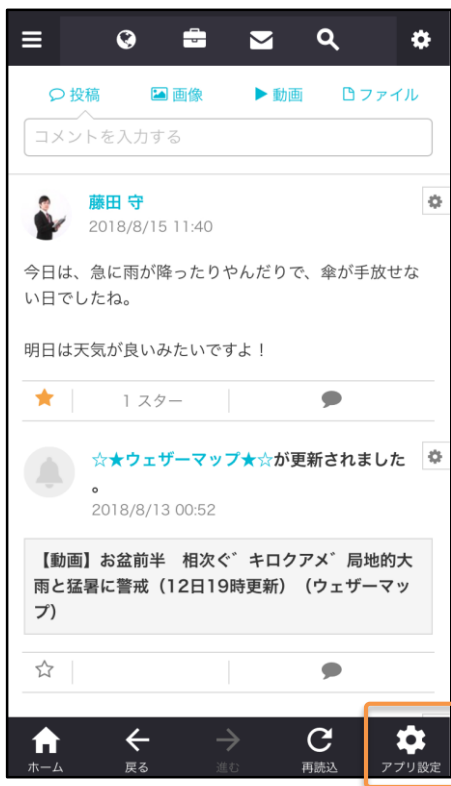 投稿 画像 動画 ファイル
コメントを入力する
藤田 守
2018/8/15 11:40
今日は、急に雨が降ったりやんだりで、傘が手放せな
い日でしたね。
明日は天気が良いみたいですよ！
1 スター
☆★ウェザーマップ★☆が更新されました
。
2018/8/13 00:52
【動画】お盆前半　相次ぐ゛キロクアメ゛局地的大
雨と猛暑に警戒（12日19時更新）（ウェザーマッ
プ）
ホーム 戻る 進む 再読込 アプリ設定